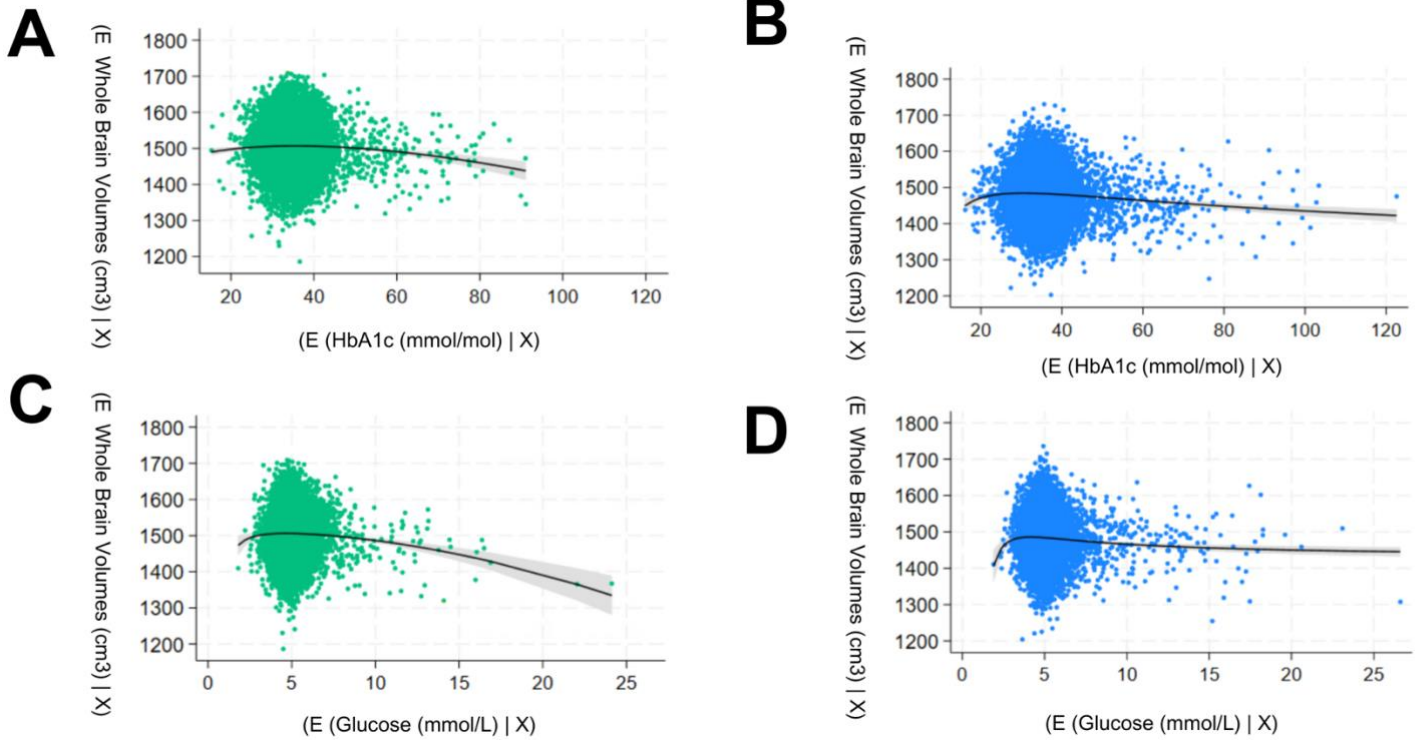 A
(E Whole Brain Volumes (cm3) | X)
1800
1700
1600
1500
1400
1300
1200
20 40 60 80 100 120
(E (HbA1c (mmol/mol) | X)
B
(E Whole Brain Volumes (cm3) | X)
1800
1700
1600
1500
1400
1300
1200
20 40 60 80 100 120
(E (HbA1c (mmol/mol) | X)
C
(E Whole Brain Volumes (cm3) | X)
1800
1700
1600
1500
1400
1300
1200
0 5 10 15 20 25
(E (Glucose (mmol/L) | X)
D
(E Whole Brain Volumes (cm3) | X)
1800
1700
1600
1500
1400
1300
1200
0 5 10 15 20 25
(E (Glucose (mmol/L) | X)